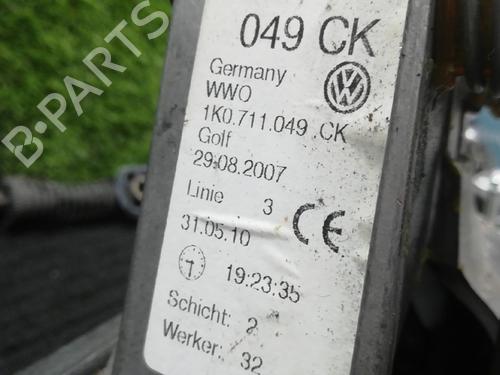 049 CK
Germany
WWO
1K0.711.049 .CK
Golf
29.08.2007
Linie 3
31.05.10
19:23:35
Schicht: 2
Werker: 32